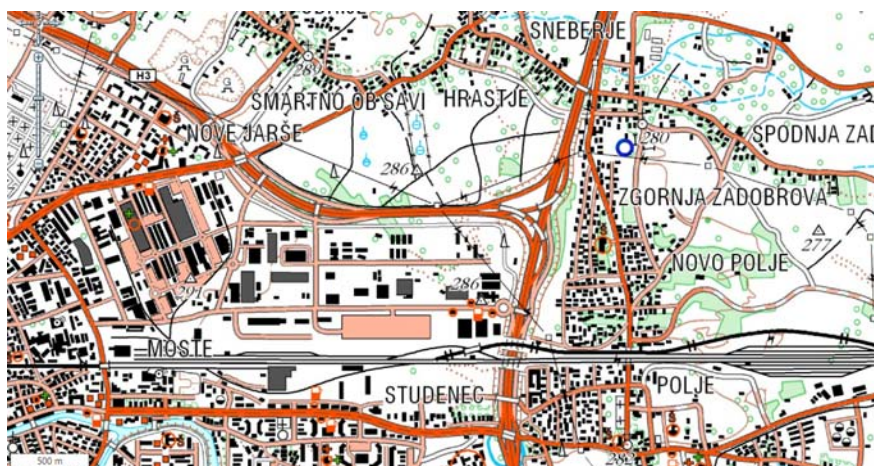 SNEBERJE
H3
ŠMARTNO OB SAVI
HRASTJE
NOVE JARŠE
280
SPODNJA ZAD
286
ZGORNJA ZADOBROVA
277
NOVO POLJE
291
286
MOSTE
STUDENEC
POLJE
282
500 m